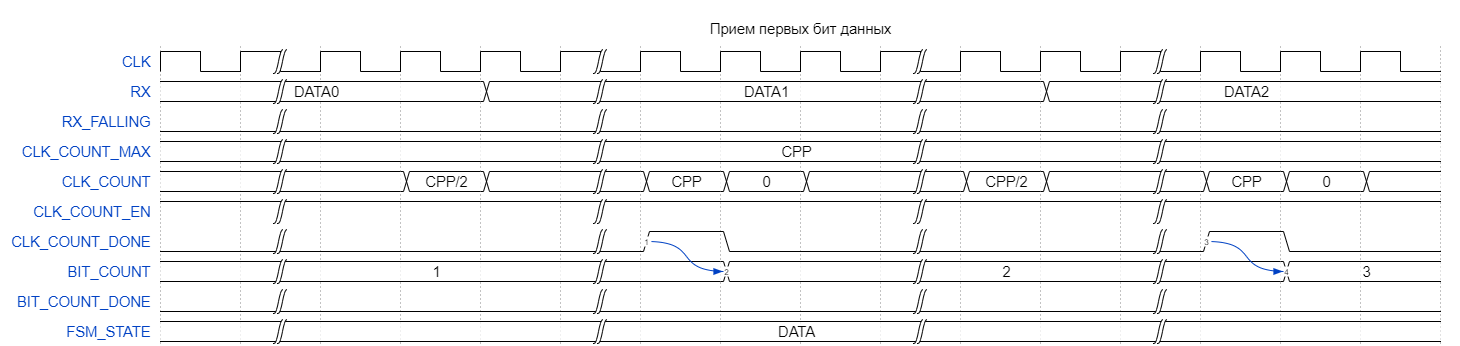 Прием первых бит данных
CLK
RX DATA0 DATA1 DATA2
RX_FALLING
CLK_COUNT_MAX CPP
CLK_COUNT CPP/2 CPP 0 CPP/2 CPP 0
CLK_COUNT_EN
CLK_COUNT_DONE 1 3
BIT_COUNT 1 2 2 4 3
BIT_COUNT_DONE
FSM_STATE DATA